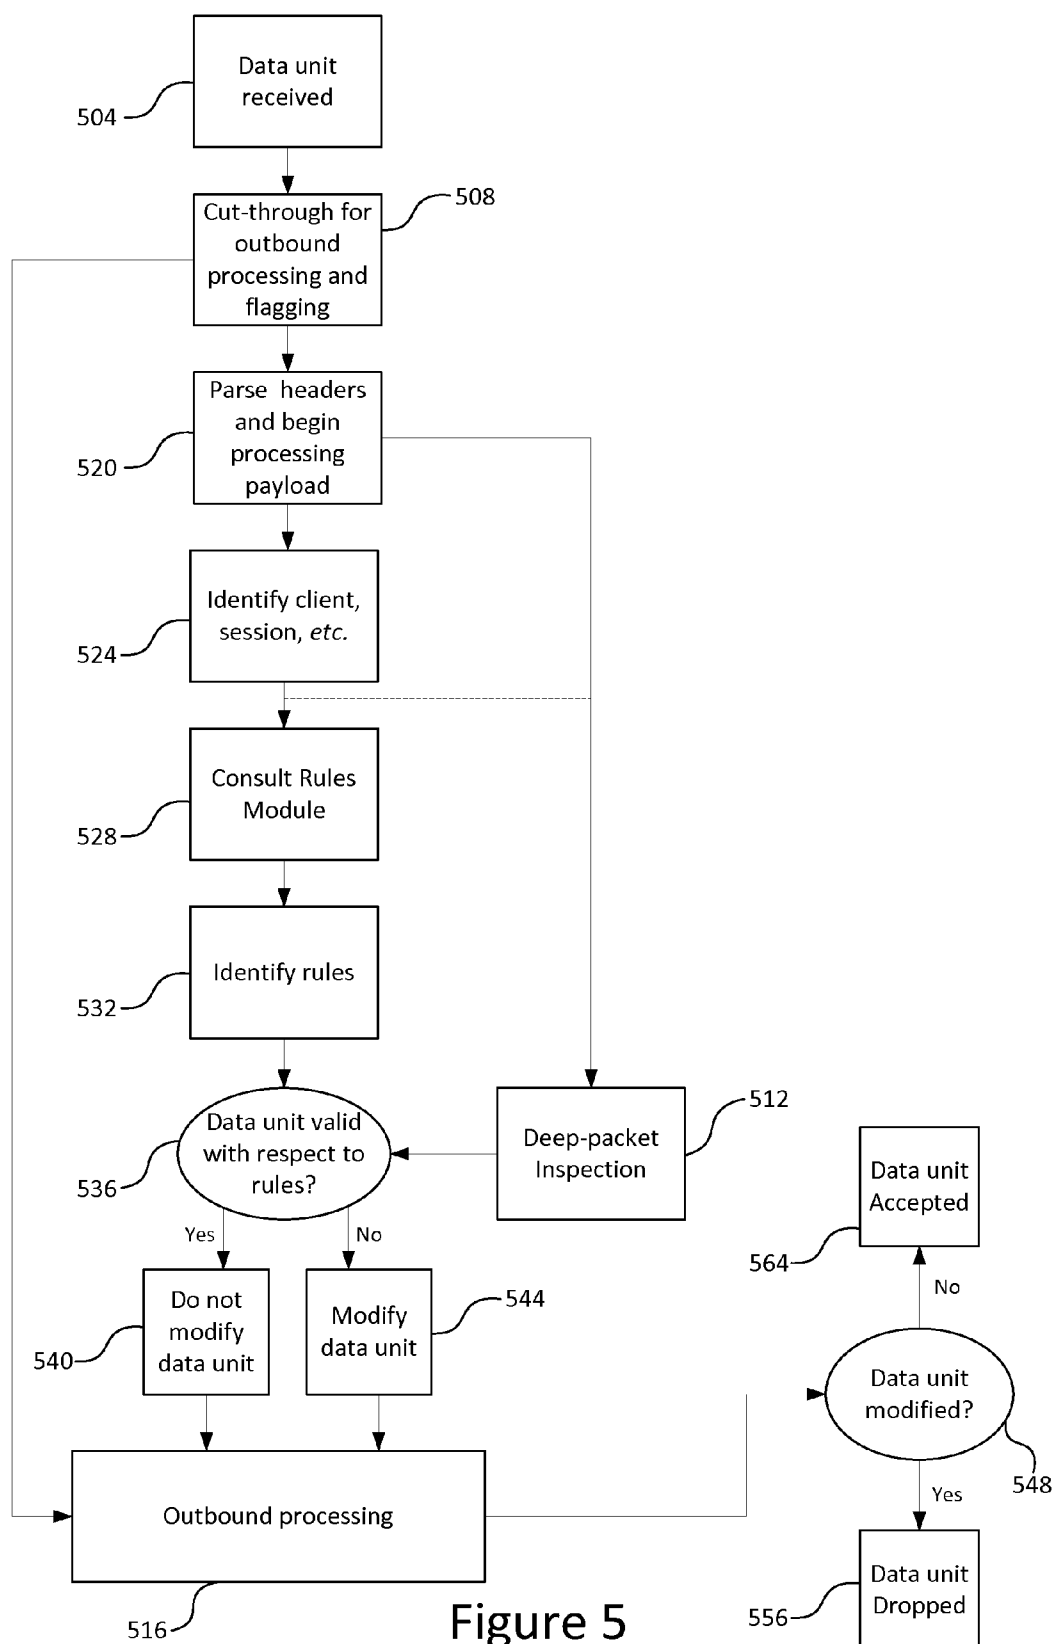 Data unit
received
504
508
Cut-through for
outbound
processing and
flagging
Parse headers
and begin
processing
payload
520
Identify client,
session, etc.
524
Consult Rules
Module
528
Identify rules
532
Data unit valid
with respect to
rules?
536
Deep-packet
Inspection
512
Yes
No
Do not
modify
data unit
540
Modify
data unit
544
Outbound processing
516
Data unit
Accepted
564
No
Data unit
modified?
548
Yes
Data unit
Dropped
556
Figure 5